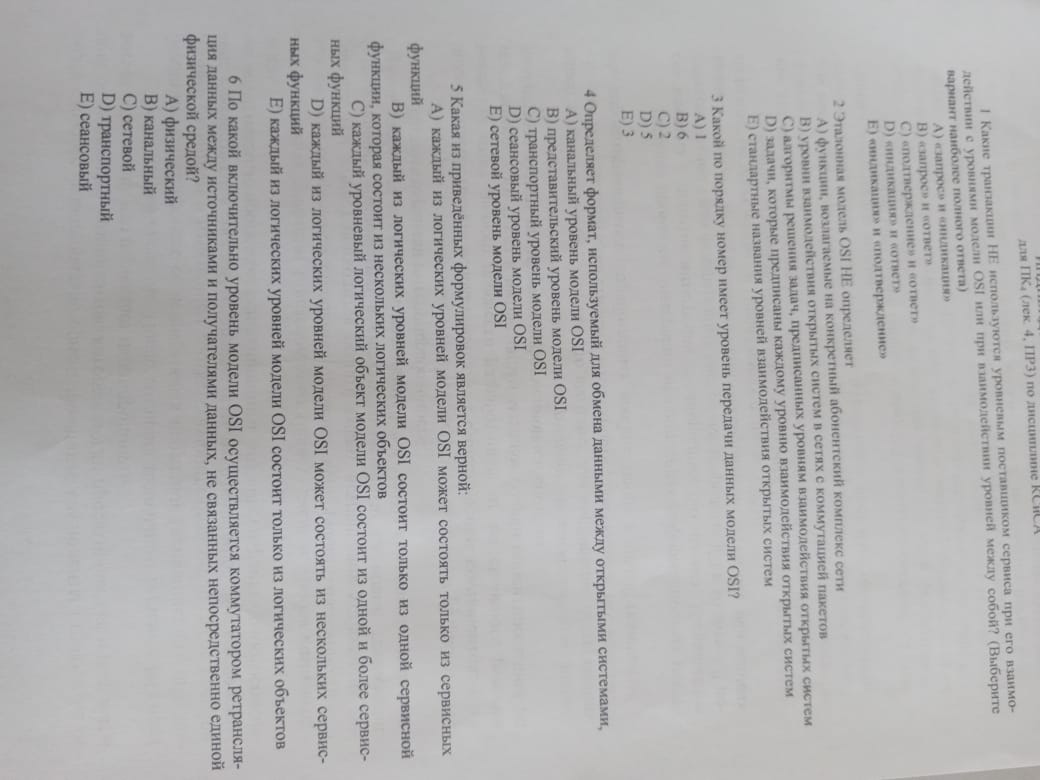 для ПК₄ (лек. 4, ПР3) по дисциплине КСиСА
1 Какие транзакции НЕ используются уровневым поставщиком сервиса при его взаимо-
действии с уровнями модели OSI или при взаимодействии уровней между собой? (Выберите
вариант наиболее полного ответа)
А) «запрос» и «индикация»
В) «запрос» и «ответ»
С) «подтверждение» и «ответ»
D) «индикация» и «ответ»
Е) «индикация» и «подтверждение»
2 Эталонная модель OSI НЕ определяет
А) функции, возлагаемые на конкретный абонентский комплекс сети
В) уровни взаимодействия открытых систем в сетях с коммутацией пакетов
С) алгоритмы решения задач, предписанных уровням взаимодействия открытых систем
D) задачи, которые предписаны каждому уровню взаимодействия открытых систем
Е) стандартные названия уровней взаимодействия открытых систем
3 Какой по порядку номер имеет уровень передачи данных модели OSI?
А) 1
В) 6
С) 2
D) 5
Е) 3
4 Определяет формат, используемый для обмена данными между открытыми системами,
А) канальный уровень модели OSI
В) представительский уровень модели OSI
С) транспортный уровень модели OSI
D) сеансовый уровень модели OSI
Е) сетевой уровень модели OSI
5 Какая из приведённых формулировок является верной:
А) каждый из логических уровней модели OSI может состоять только из сервисных
функций
В) каждый из логических уровней модели OSI состоит только из одной сервисной
функции, которая состоит из нескольких логических объектов
С) каждый уровневый логический объект модели OSI состоит из одной и более сервис-
ных функций
D) каждый из логических уровней модели OSI может состоять из нескольких сервис-
ных функций
Е) каждый из логических уровней модели OSI состоит только из логических объектов
6 По какой включительно уровень модели OSI осуществляется коммутатором ретрансля-
ция данных между источниками и получателями данных, не связанных непосредственно единой
физической средой?
А) физический
В) канальный
С) сетевой
D) транспортный
Е) сеансовый